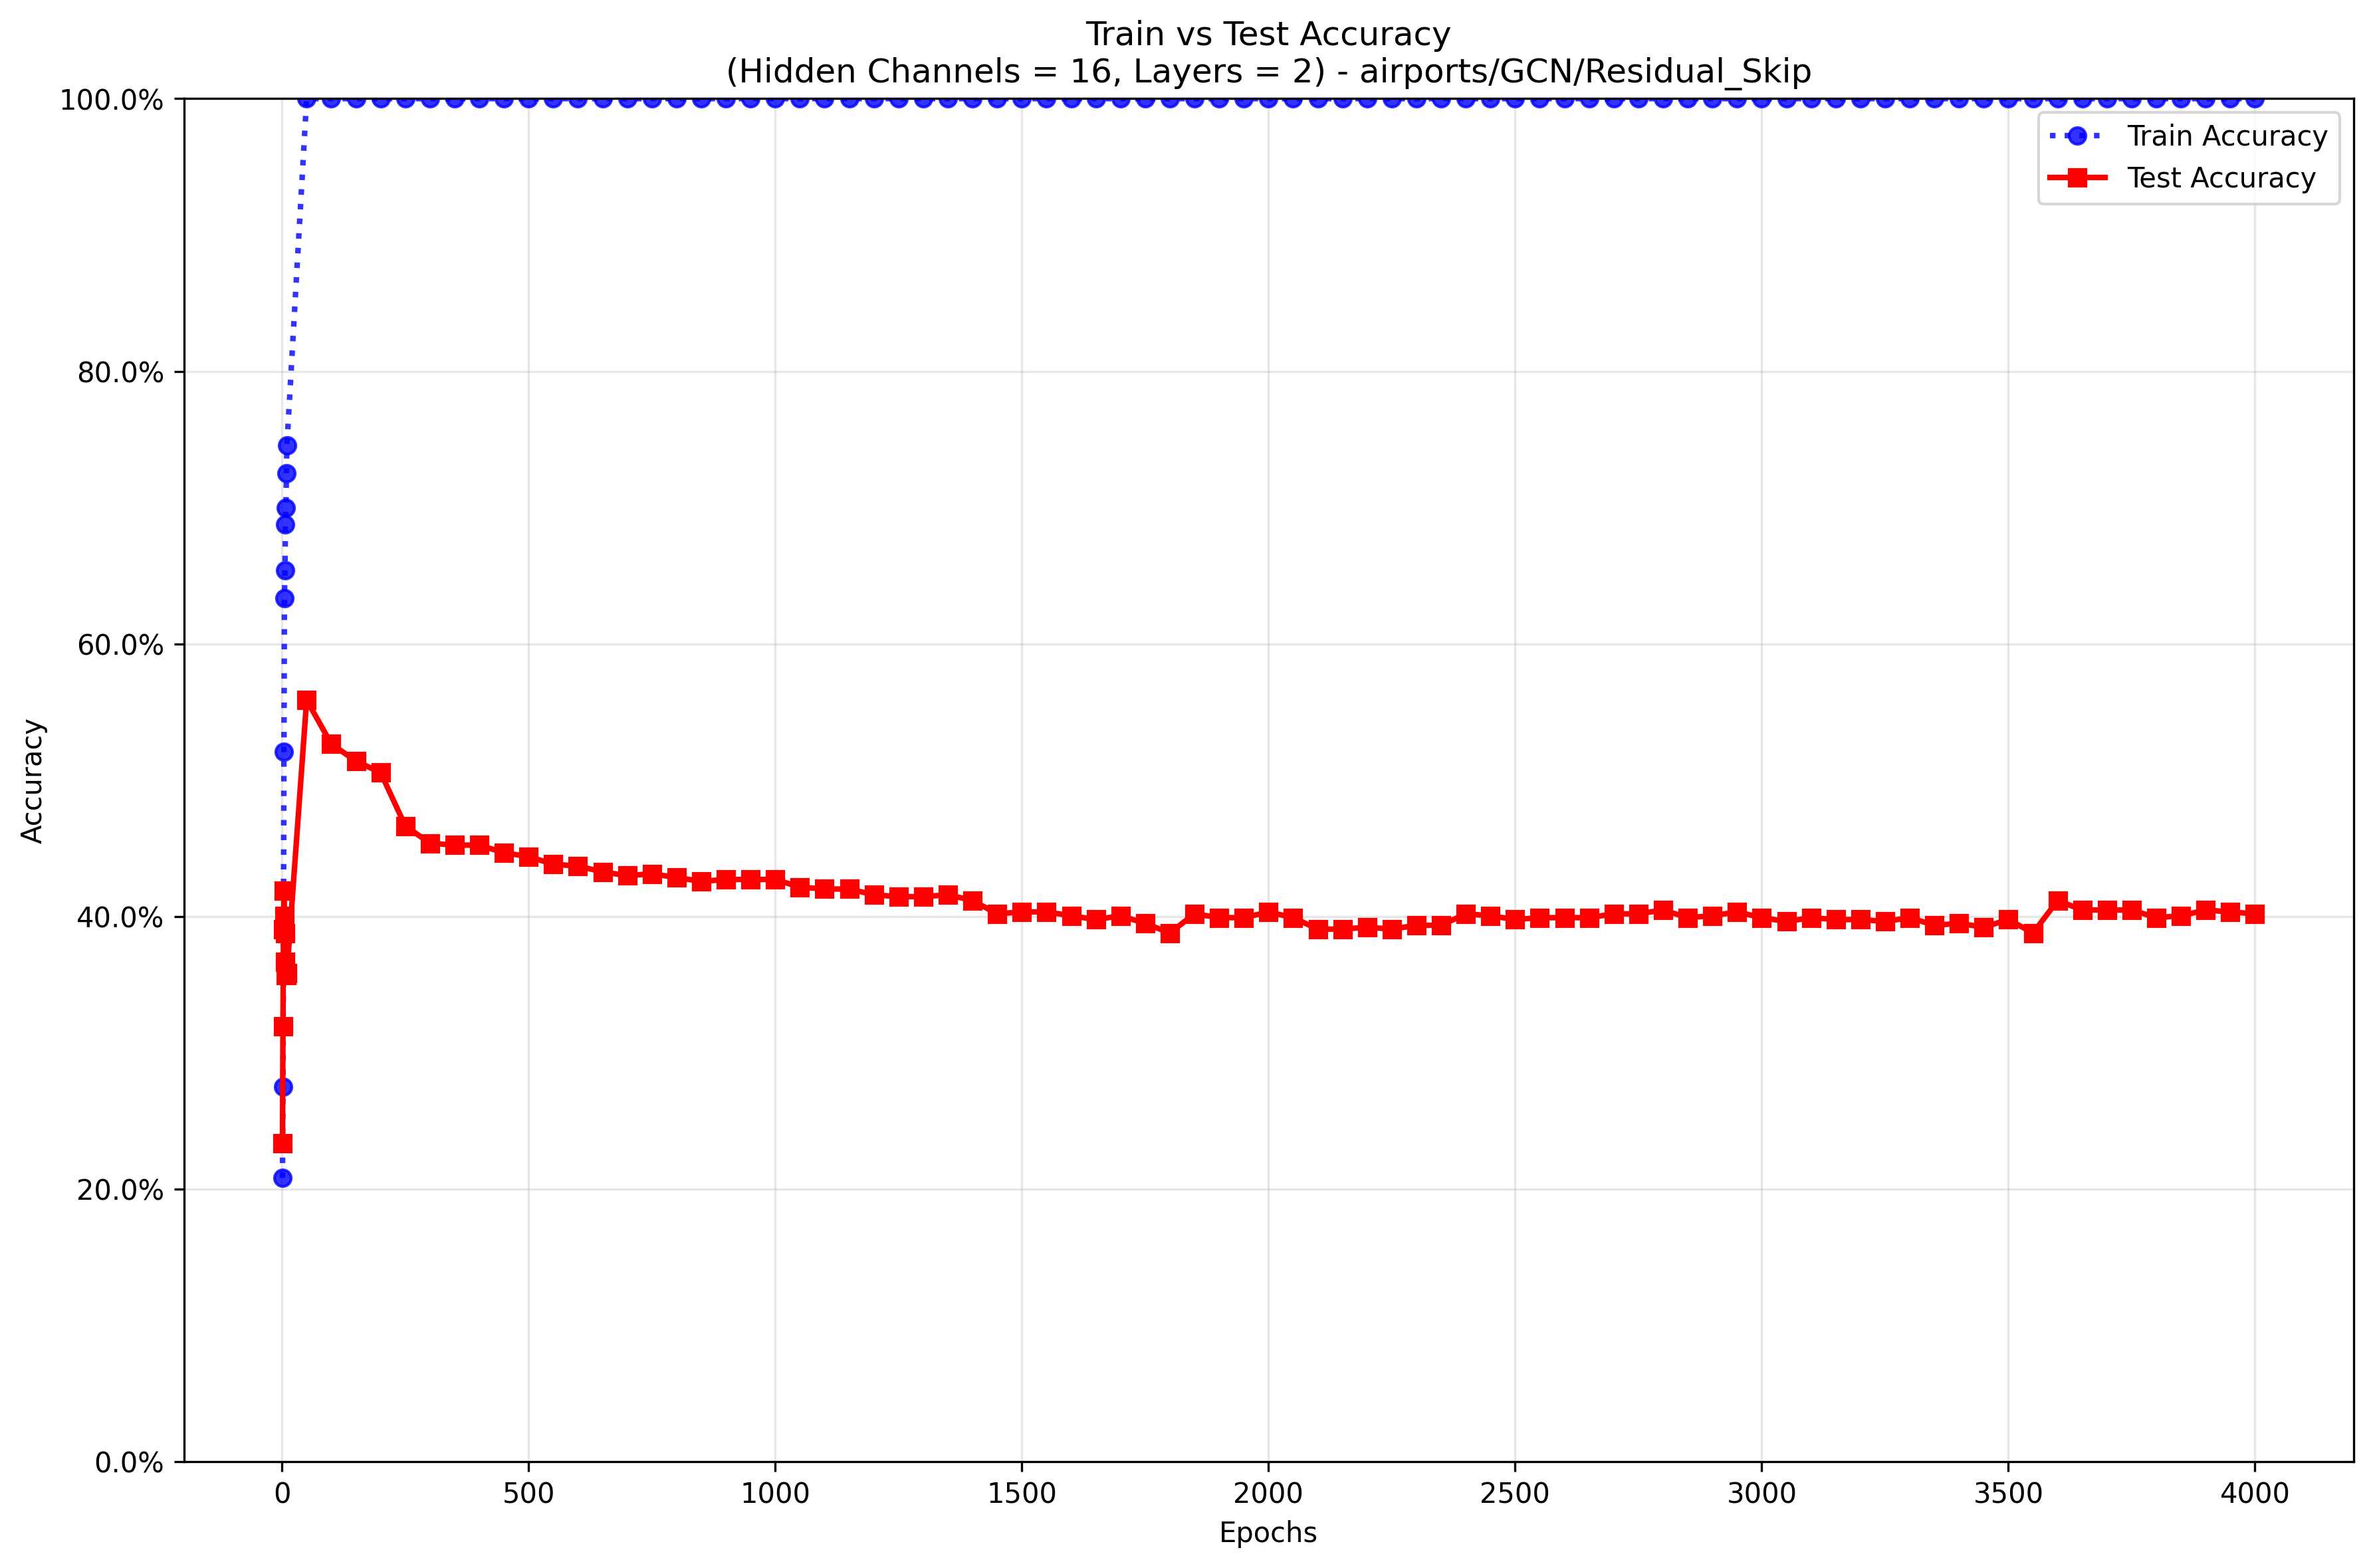 Train vs Test Accuracy
(Hidden Channels = 16, Layers = 2) - airports/GCN/Residual_Skip
100.0%
80.0%
60.0%
40.0%
20.0%
0.0%
Accuracy
Train Accuracy
Test Accuracy
0 500 1000 1500 2000 2500 3000 3500 4000
Epochs